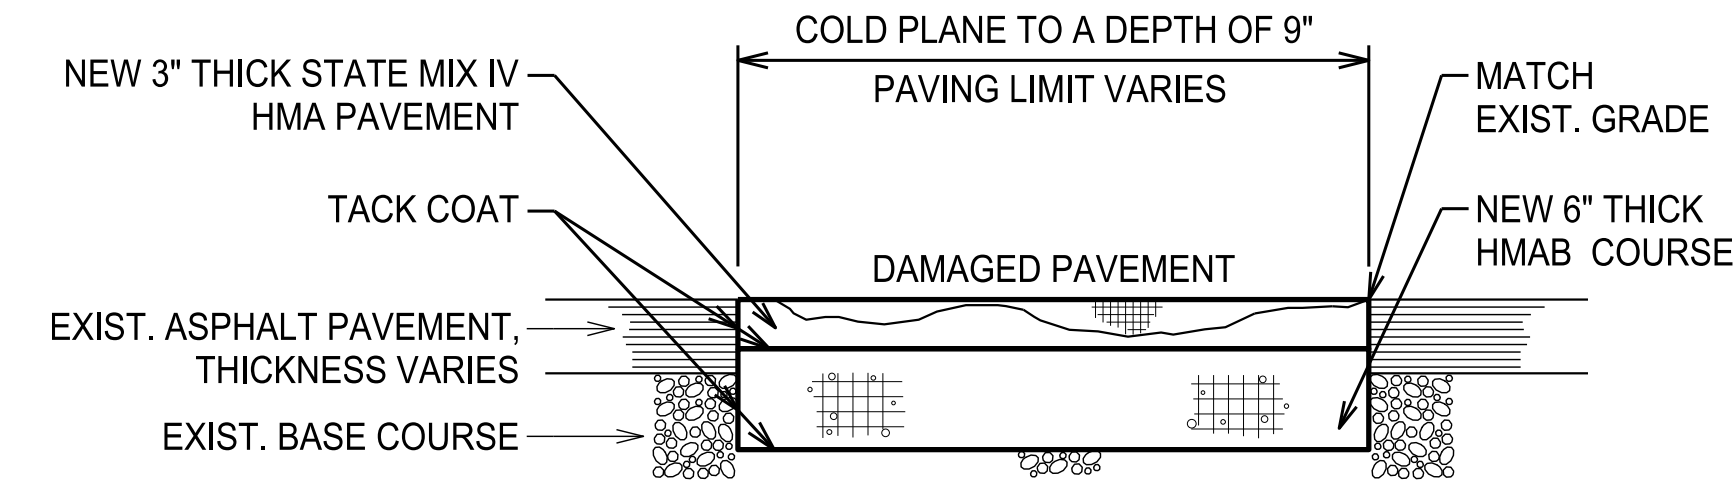 COLD PLANE TO A DEPTH OF 9"
PAVING LIMIT VARIES
NEW 3" THICK STATE MIX IV
HMA PAVEMENT
MATCH
EXIST. GRADE
TACK COAT
NEW 6" THICK
HMAB COURSE
DAMAGED PAVEMENT
EXIST. ASPHALT PAVEMENT,
THICKNESS VARIES
EXIST. BASE COURSE